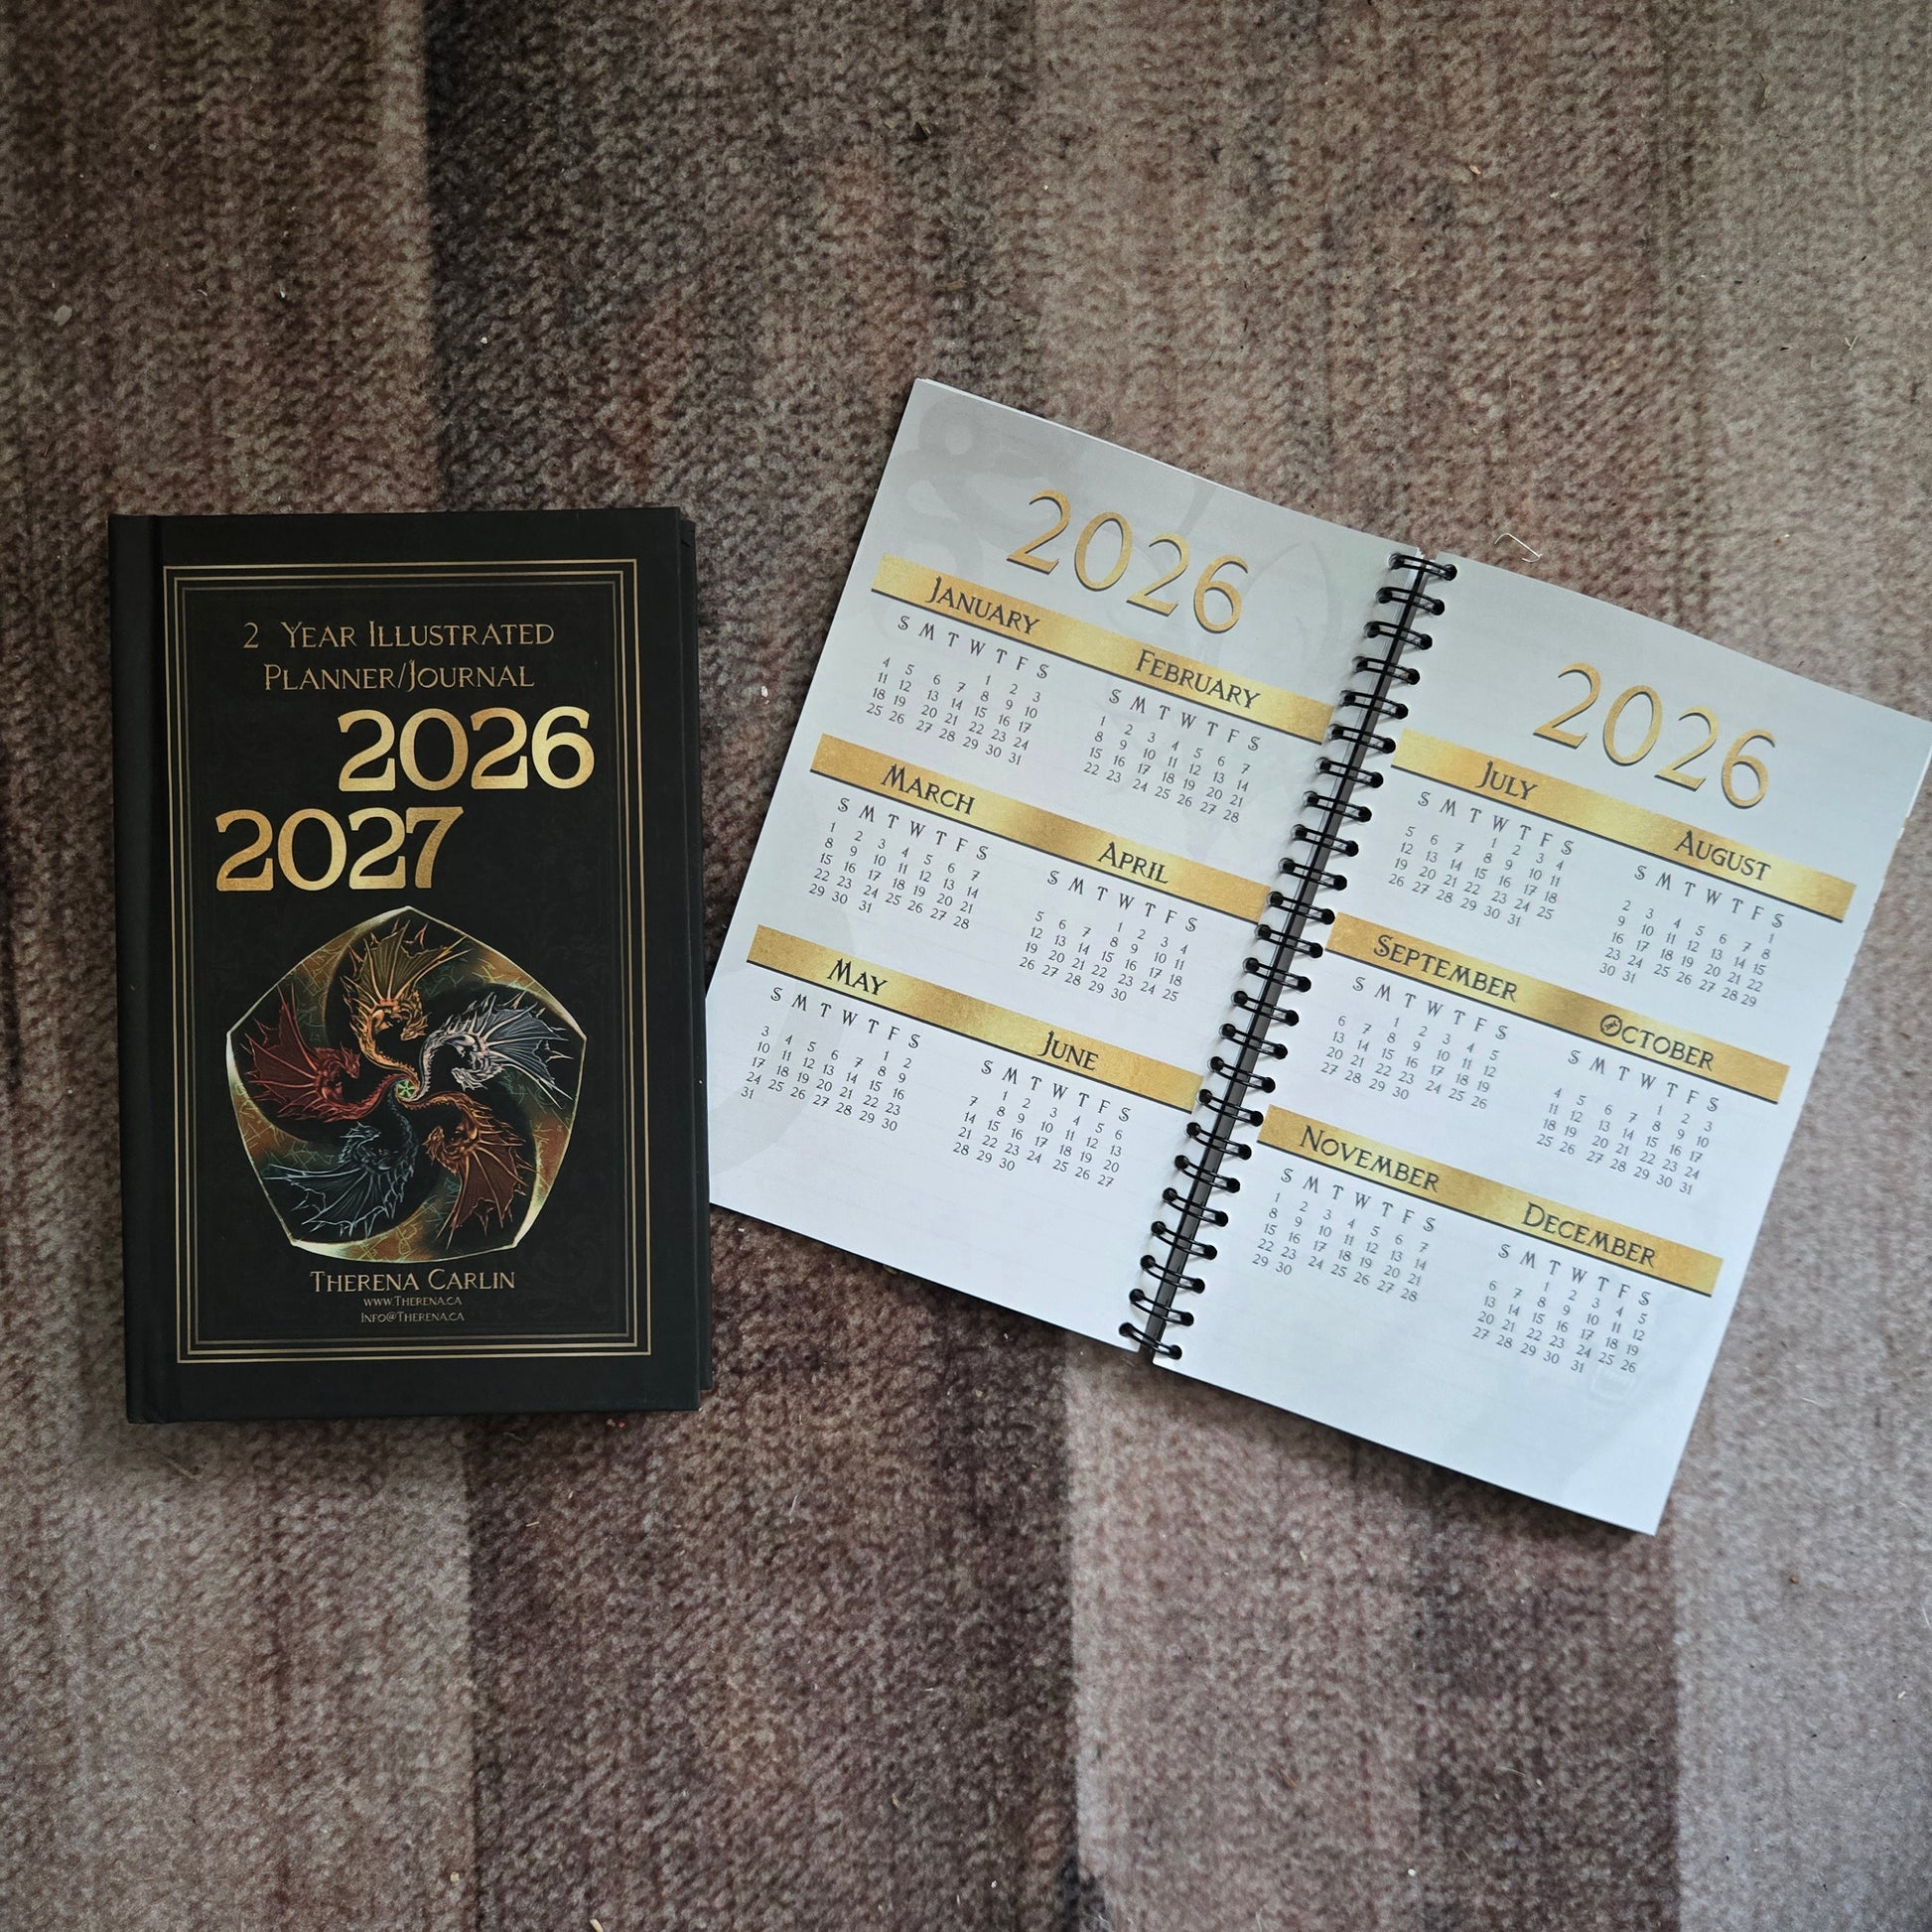 2 Year Illustrated
Planner/Journal
2026
2027
Therena Carlin
www.Therena.ca
Info@Therena.ca
2026
January
S M T W T F S
1 2 3
4 5 6 7 8 9 10
11 12 13 14 15 16 17
18 19 20 21 22 23 24
25 26 27 28 29 30 31
February
S M T W T F S
1 2 3 4 5 6 7
8 9 10 11 12 13 14
15 16 17 18 19 20 21
22 23 24 25 26 27 28
March
S M T W T F S
1 2 3 4 5 6 7
8 9 10 11 12 13 14
15 16 17 18 19 20 21
22 23 24 25 26 27 28
29 30 31
April
S M T W T F S
1 2 3 4
5 6 7 8 9 10 11
12 13 14 15 16 17 18
19 20 21 22 23 24 25
26 27 28 29 30
May
S M T W T F S
1 2
3 4 5 6 7 8 9
10 11 12 13 14 15 16
17 18 19 20 21 22 23
24 25 26 27 28 29 30
31
June
S M T W T F S
1 2 3 4 5 6
7 8 9 10 11 12 13
14 15 16 17 18 19 20
21 22 23 24 25 26 27
28 29 30
2026
July
S M T W T F S
1 2 3 4
5 6 7 8 9 10 11
12 13 14 15 16 17 18
19 20 21 22 23 24 25
26 27 28 29 30 31
August
S M T W T F S
1
2 3 4 5 6 7 8
9 10 11 12 13 14 15
16 17 18 19 20 21 22
23 24 25 26 27 28 29
30 31
September
S M T W T F S
1 2 3 4 5
6 7 8 9 10 11 12
13 14 15 16 17 18 19
20 21 22 23 24 25 26
27 28 29 30
October
S M T W T F S
1 2 3
4 5 6 7 8 9 10
11 12 13 14 15 16 17
18 19 20 21 22 23 24
25 26 27 28 29 30 31
November
S M T W T F S
1 2 3 4 5 6 7
8 9 10 11 12 13 14
15 16 17 18 19 20 21
22 23 24 25 26 27 28
29 30
December
S M T W T F S
1 2 3 4 5
6 7 8 9 10 11 12
13 14 15 16 17 18 19
20 21 22 23 24 25 26
27 28 29 30 31